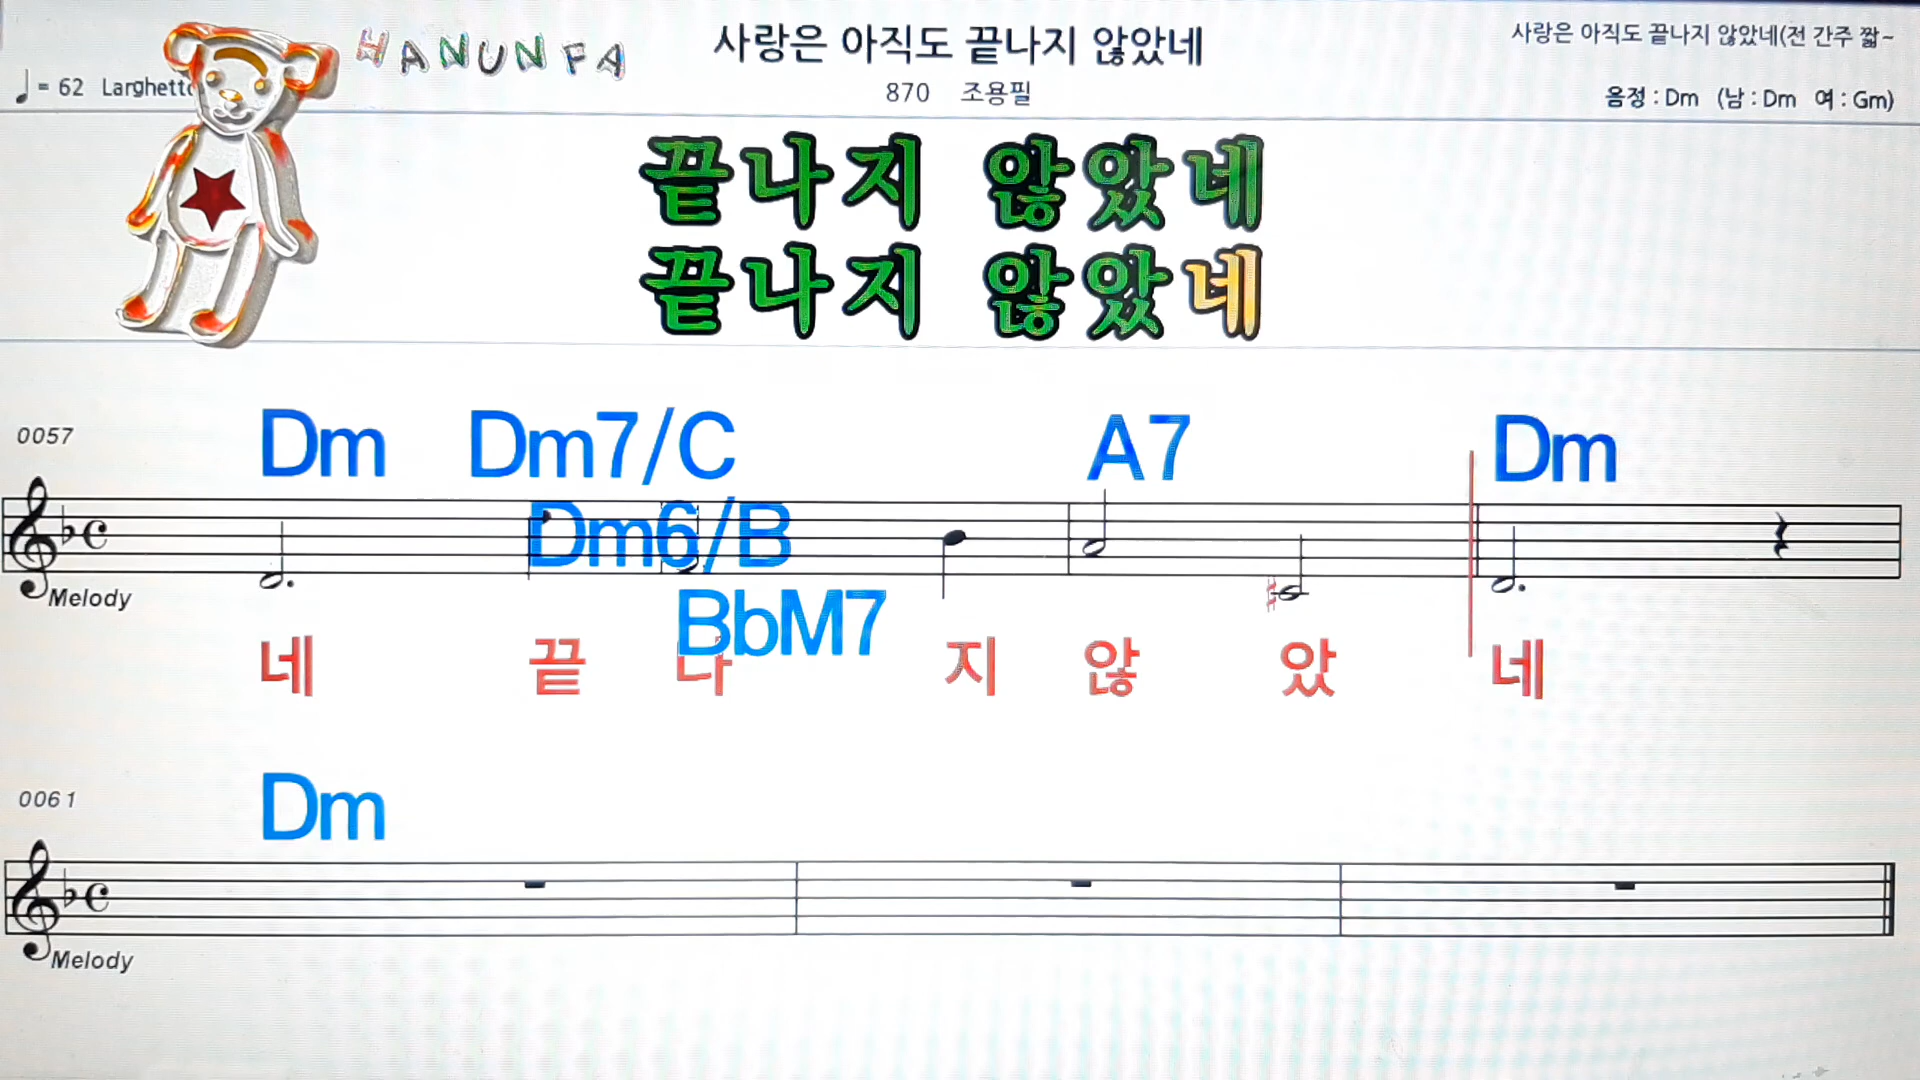 HANUNFA
사랑은 아직도 끝나지 않았네
사랑은 아직도 끝나지 않았네(전 간주 짧~
♩= 62 Larghetto
870 조용필
음정 : Dm (남 : Dm 여 : Gm)
끝나지 않았네
끝나지 않았네
0057
Dm Dm7/C A7 Dm
Dm6/B
Melody
BbM7
네 끝 나 지 않 았 네
0061
Dm
Melody